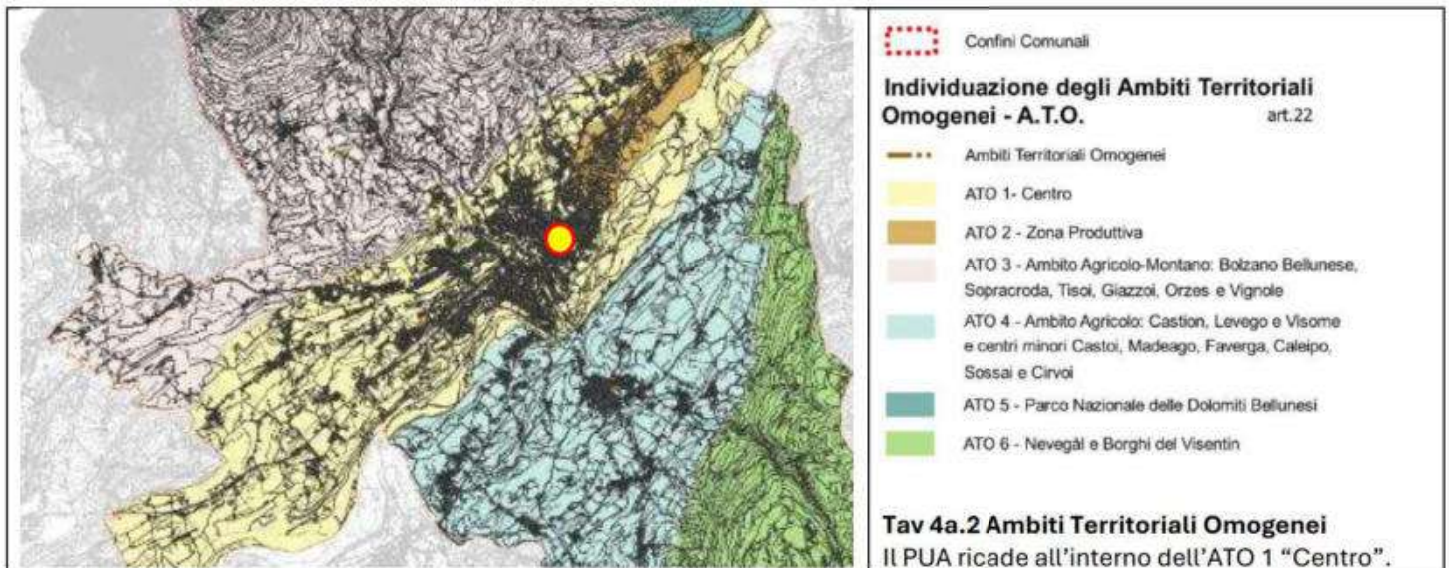 Confini Comunali
Individuazione degli Ambiti Territoriali
Omogenei - A.T.O. art.22
Ambiti Territoriali Omogenei
ATO 1- Centro
ATO 2 - Zona Produttiva
ATO 3 - Ambito Agricolo-Montano: Bolzano Bellunese,
Sopracroda, Tisoi, Giazzoi, Orzes e Vignole
ATO 4 - Ambito Agricolo: Castion, Levego e Visome
e centri minori Castoi, Madeago, Faverga, Caleipo,
Sossai e Cirvoi
ATO 5 - Parco Nazionale delle Dolomiti Bellunesi
ATO 6 - Nevegàl e Borghi del Visentin
Tav 4a.2 Ambiti Territoriali Omogenei
Il PUA ricade all'interno dell'ATO 1 “Centro”.